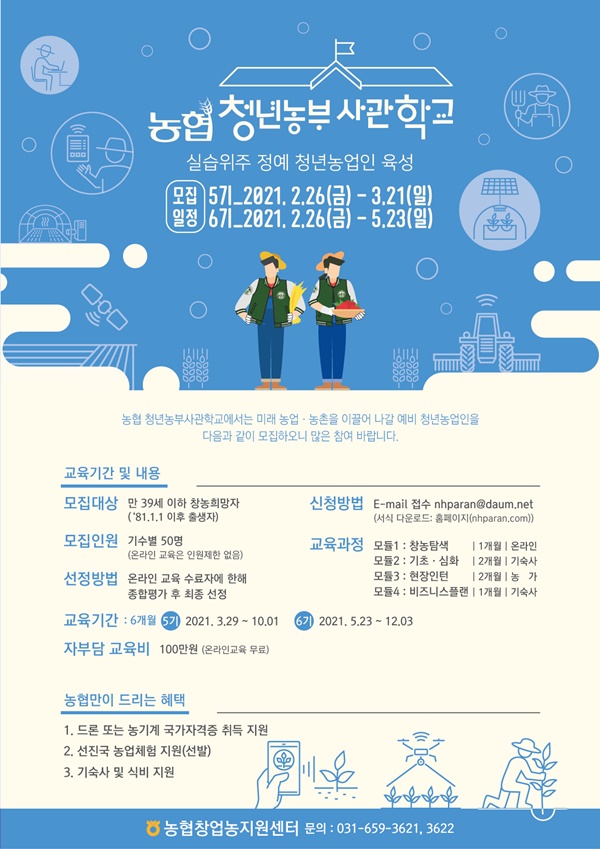 농협 청년농부사관학교
실습위주 정예 청년농업인 육성
모집 일정
5기_2021. 2.26(금) - 3.21(일)
6기_2021. 2.26(금) - 5.23(일)
농협 청년농부사관학교에서는 미래 농업·농촌을 이끌어 나갈 예비 청년농업인을
다음과 같이 모집하오니 많은 참여 바랍니다.
교육기간 및 내용
모집대상 만 39세 이하 창농희망자
('81.1.1 이후 출생자)
모집인원 기수별 50명
(온라인 교육은 인원제한 없음)
선정방법 온라인 교육 수료자에 한해
종합평가 후 최종 선정
신청방법 E-mail 접수 nhparan@daum.net
(서식 다운로드: 홈페이지(nhparan.com))
교육과정 모듈1 : 창농탐색 | 1개월 | 온라인
모듈2 : 기초·심화 | 2개월 | 기숙사
모듈3 : 현장인턴 | 2개월 | 농 가
모듈4 : 비즈니스플랜 | 1개월 | 기숙사
교육기간 : 6개월 5기 2021. 3.29 ~ 10.01 6기 2021. 5.23 ~ 12.03
자부담 교육비 100만원 (온라인교육 무료)
농협만이 드리는 혜택
1. 드론 또는 농기계 국가자격증 취득 지원
2. 선진국 농업체험 지원(선발)
3. 기숙사 및 식비 지원
농협창업농지원센터 문의 : 031-659-3621, 3622